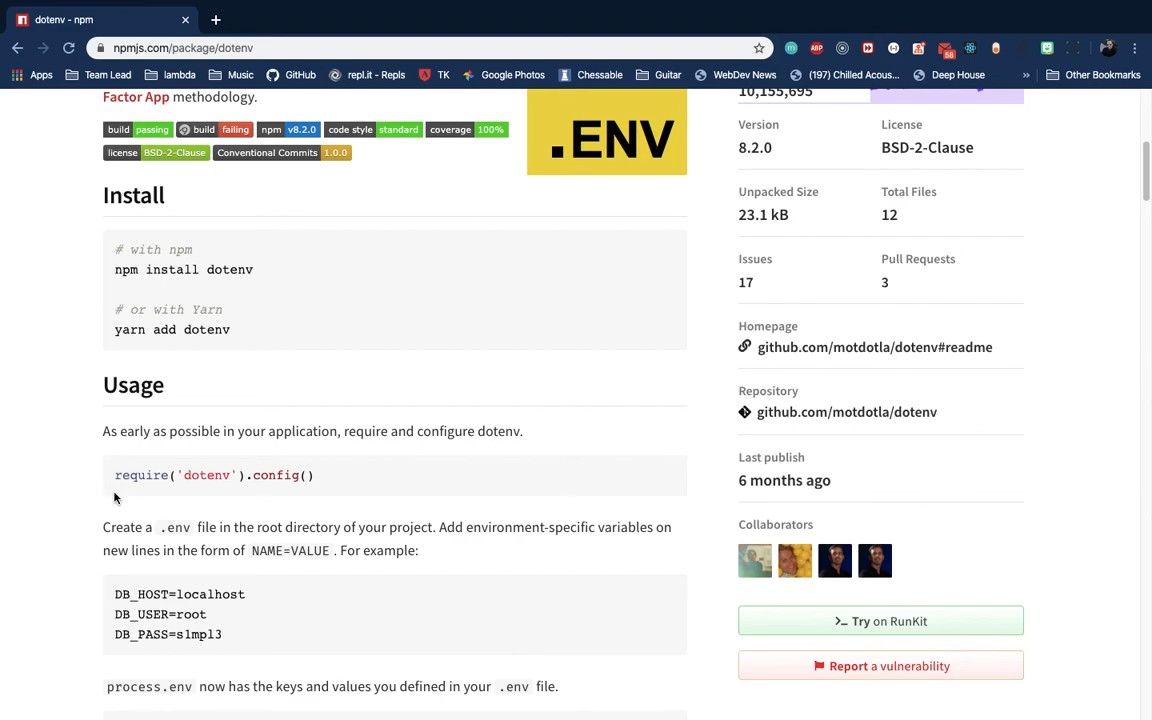 dotenv - npm
npmjs.com/package/dotenv
ABP
58
Apps
Team Lead
lambda
Music
GitHub
repl.it - Repls
TK
Google Photos
Chessable
Guitar
WebDev News
(197) Chilled Acous...
Deep House
»
Other Bookmarks
Factor App methodology.
build passing
build failing
npm v8.2.0
code style standard
coverage 100%
license BSD-2-Clause
Conventional Commits 1.0.0
.ENV
Install
# with npm
npm install dotenv
# or with Yarn
yarn add dotenv
Usage
As early as possible in your application, require and configure dotenv.
require('dotenv').config()
Create a .env file in the root directory of your project. Add environment-specific variables on
new lines in the form of NAME=VALUE. For example:
DB_HOST=localhost
DB_USER=root
DB_PASS=s1mpl3
process.env now has the keys and values you defined in your .env file.
10,155,695
Version
License
8.2.0
BSD-2-Clause
Unpacked Size
Total Files
23.1 kB
12
Issues
Pull Requests
17
3
Homepage
github.com/motdotla/dotenv#readme
Repository
github.com/motdotla/dotenv
Last publish
6 months ago
Collaborators
>_ Try on RunKit
Report a vulnerability